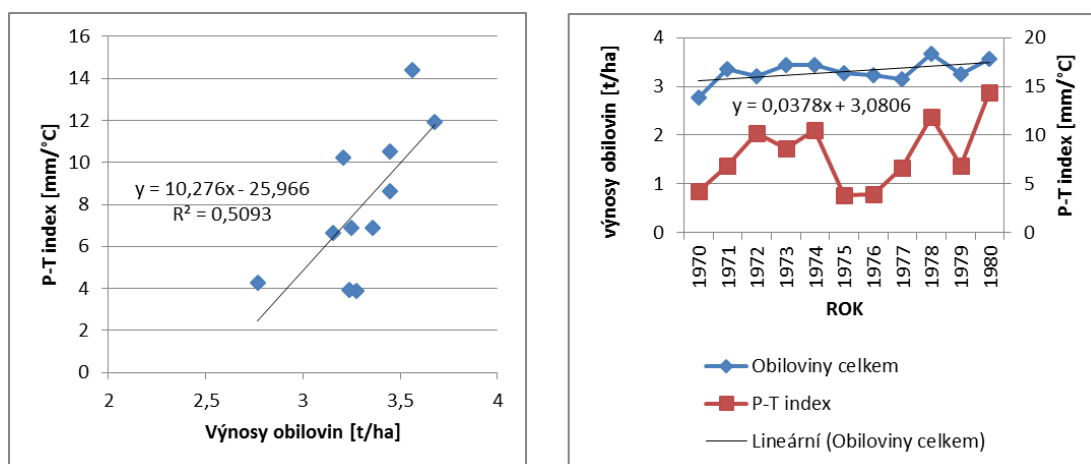 16
14
12
10
8
6
4
2
0
P-T index [mm/°C]
y = 10,276x - 25,966
R² = 0,5093
2 2,5 3 3,5 4
Výnosy obilovin [t/ha]
4
3
2
1
0
výnosy obilovin [t/ha]
y = 0,0378x + 3,0806
20
15
10
5
0
P-T index [mm/°C]
1970 1971 1972 1973 1974 1975 1976 1977 1978 1979 1980
ROK
Obiloviny celkem
P-T index
Lineární (Obiloviny celkem)